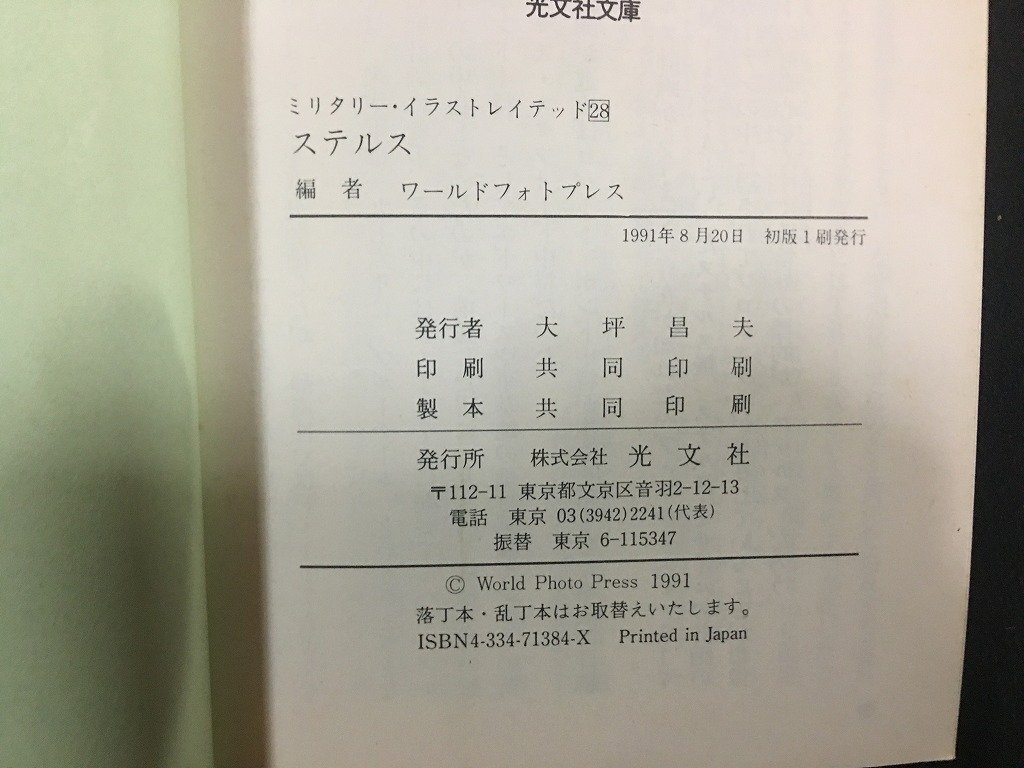 光文社文庫
ミリタリー・イラストレイテッド28
ステルス
編者 ワールドフォトプレス
1991年8月20日 初版1刷発行
発行者 大坪昌夫
印刷 共同印刷
製本 共同印刷
発行所 株式会社 光文社
〒112-11 東京都文京区音羽2-12-13
電話 東京 03(3942)2241(代表)
振替 東京 6-115347
© World Photo Press 1991
落丁本・乱丁本はお取替えいたします。
ISBN4-334-71384-X Printed in Japan